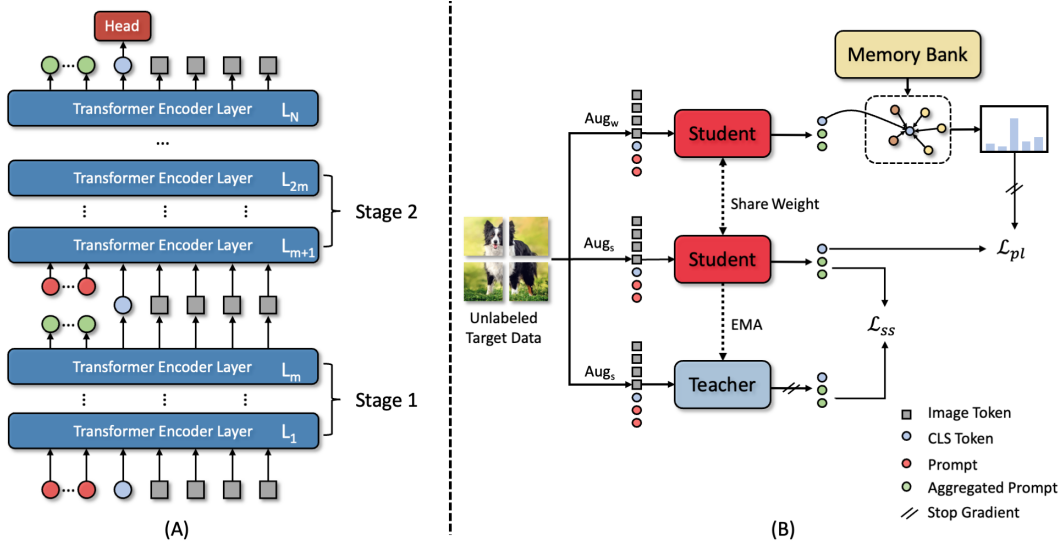 Head
Transformer Encoder Layer L_N
...
Transformer Encoder Layer L_2m
Stage 2
Transformer Encoder Layer L_m+1
Transformer Encoder Layer L_m
Stage 1
Transformer Encoder Layer L_1
(A)
Memory Bank
Aug_w
Student
Share Weight
Aug_s
Student
ℒ_pl
Unlabeled
Target Data
EMA
ℒ_ss
Aug_s
Teacher
Image Token
CLS Token
Prompt
Aggregated Prompt
Stop Gradient
(B)